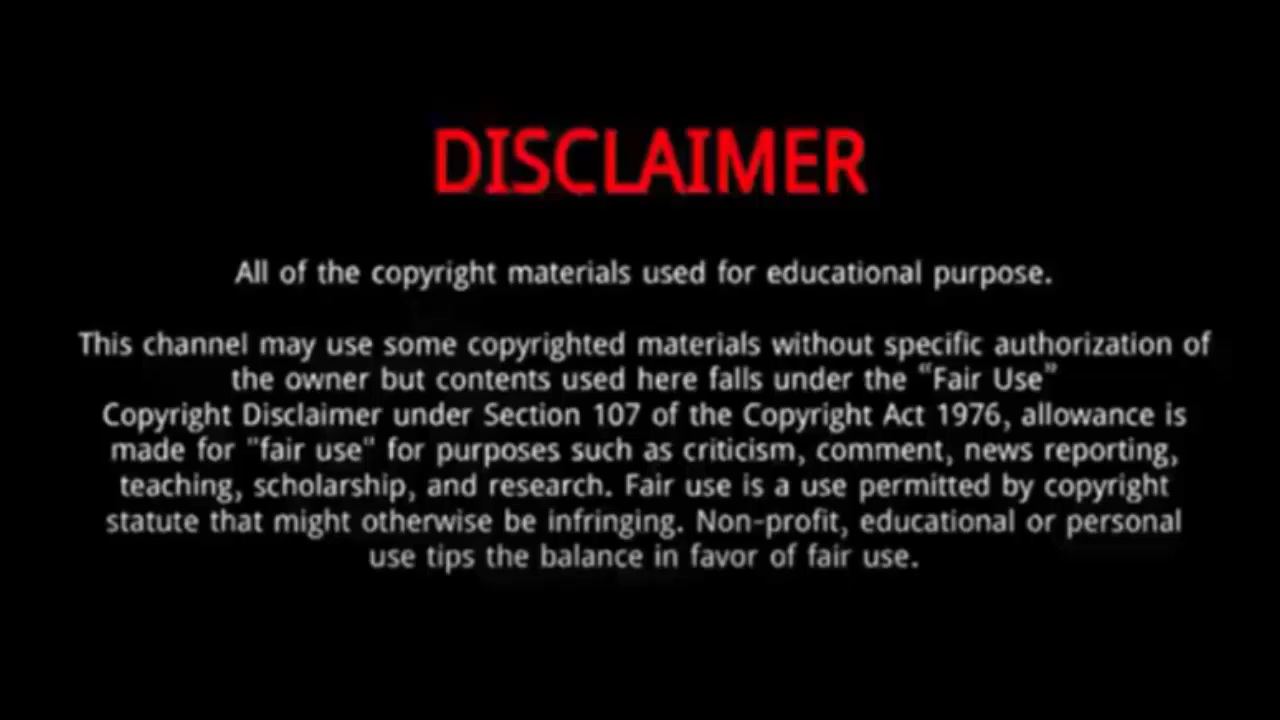 DISCLAIMER
All of the copyright materials used for educational purpose.
This channel may use some copyrighted materials without specific authorization of
the owner but contents used here falls under the “Fair Use”
Copyright Disclaimer under Section 107 of the Copyright Act 1976, allowance is
made for "fair use" for purposes such as criticism, comment, news reporting,
teaching, scholarship, and research. Fair use is a use permitted by copyright
statute that might otherwise be infringing. Non-profit, educational or personal
use tips the balance in favor of fair use.